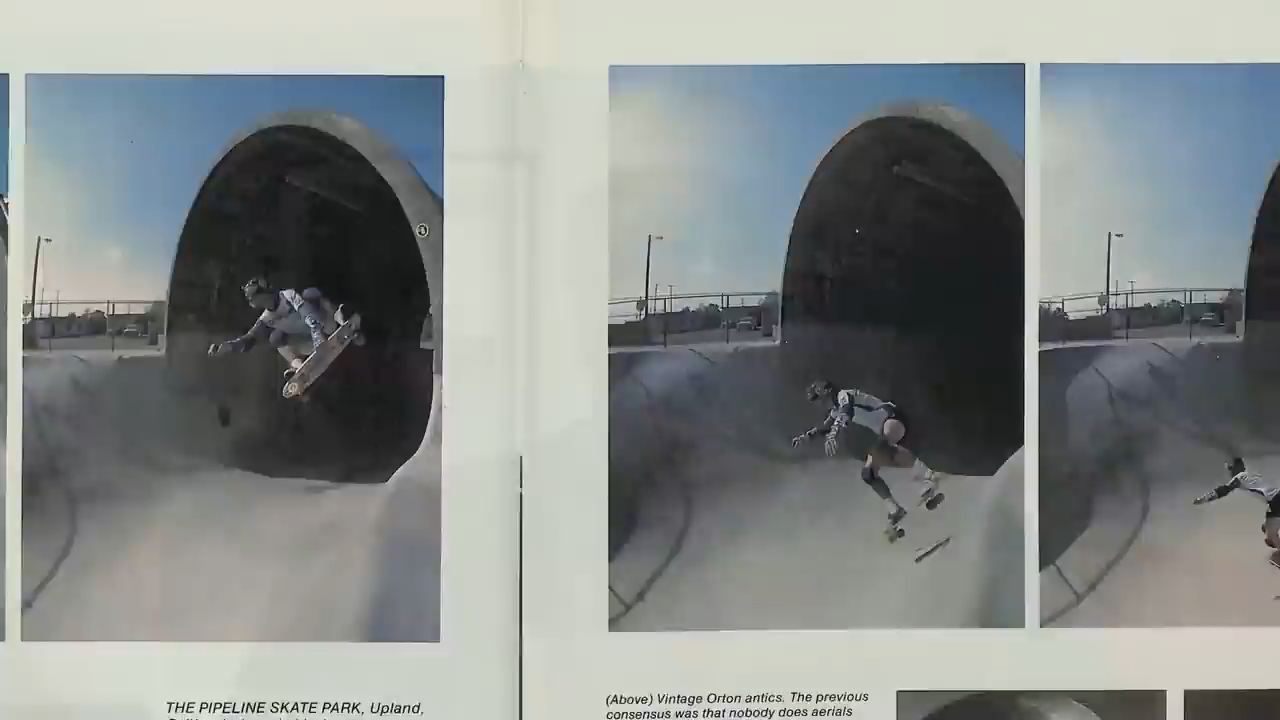 THE PIPELINE SKATE PARK, Upland,
(Above) Vintage Orton antics. The previous
consensus was that nobody does aerials